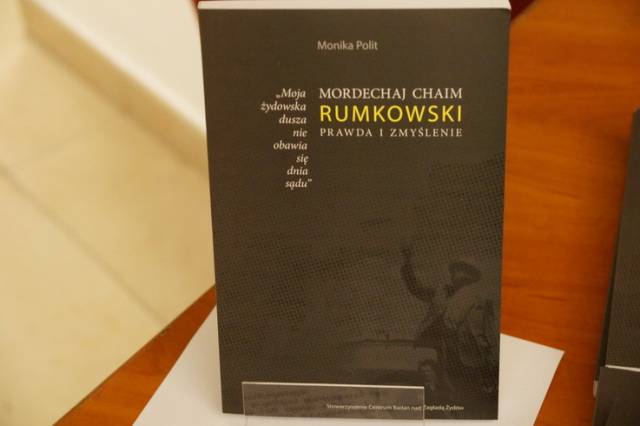 Monika Polit
„Moja
żydowska
dusza
nie
obawia
się
dnia
sądu”
MORDECHAJ CHAIM
RUMKOWSKI
PRAWDA I ZMYŚLENIE
Stowarzyszenie Centrum Badań nad Zagładą Żydów